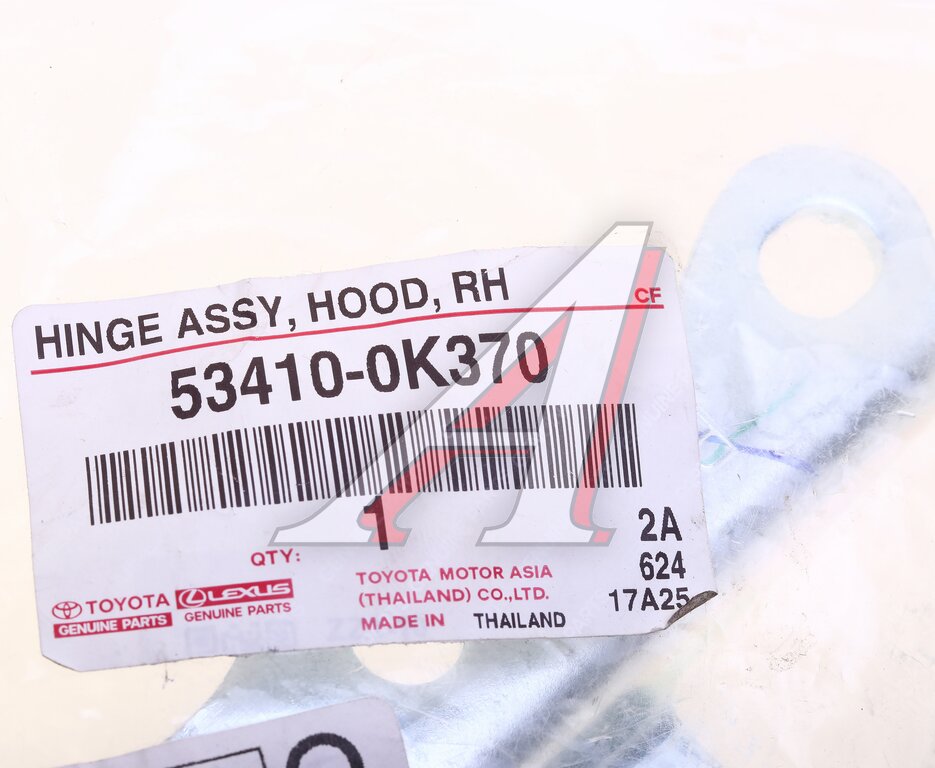 HINGE ASSY, HOOD, RH
CF
53410-0K370
1
QTY:
2A
624
17A25
TOYOTA LEXUS
GENUINE PARTS GENUINE PARTS
TOYOTA MOTOR ASIA
(THAILAND) CO.,LTD.
MADE IN THAILAND
A